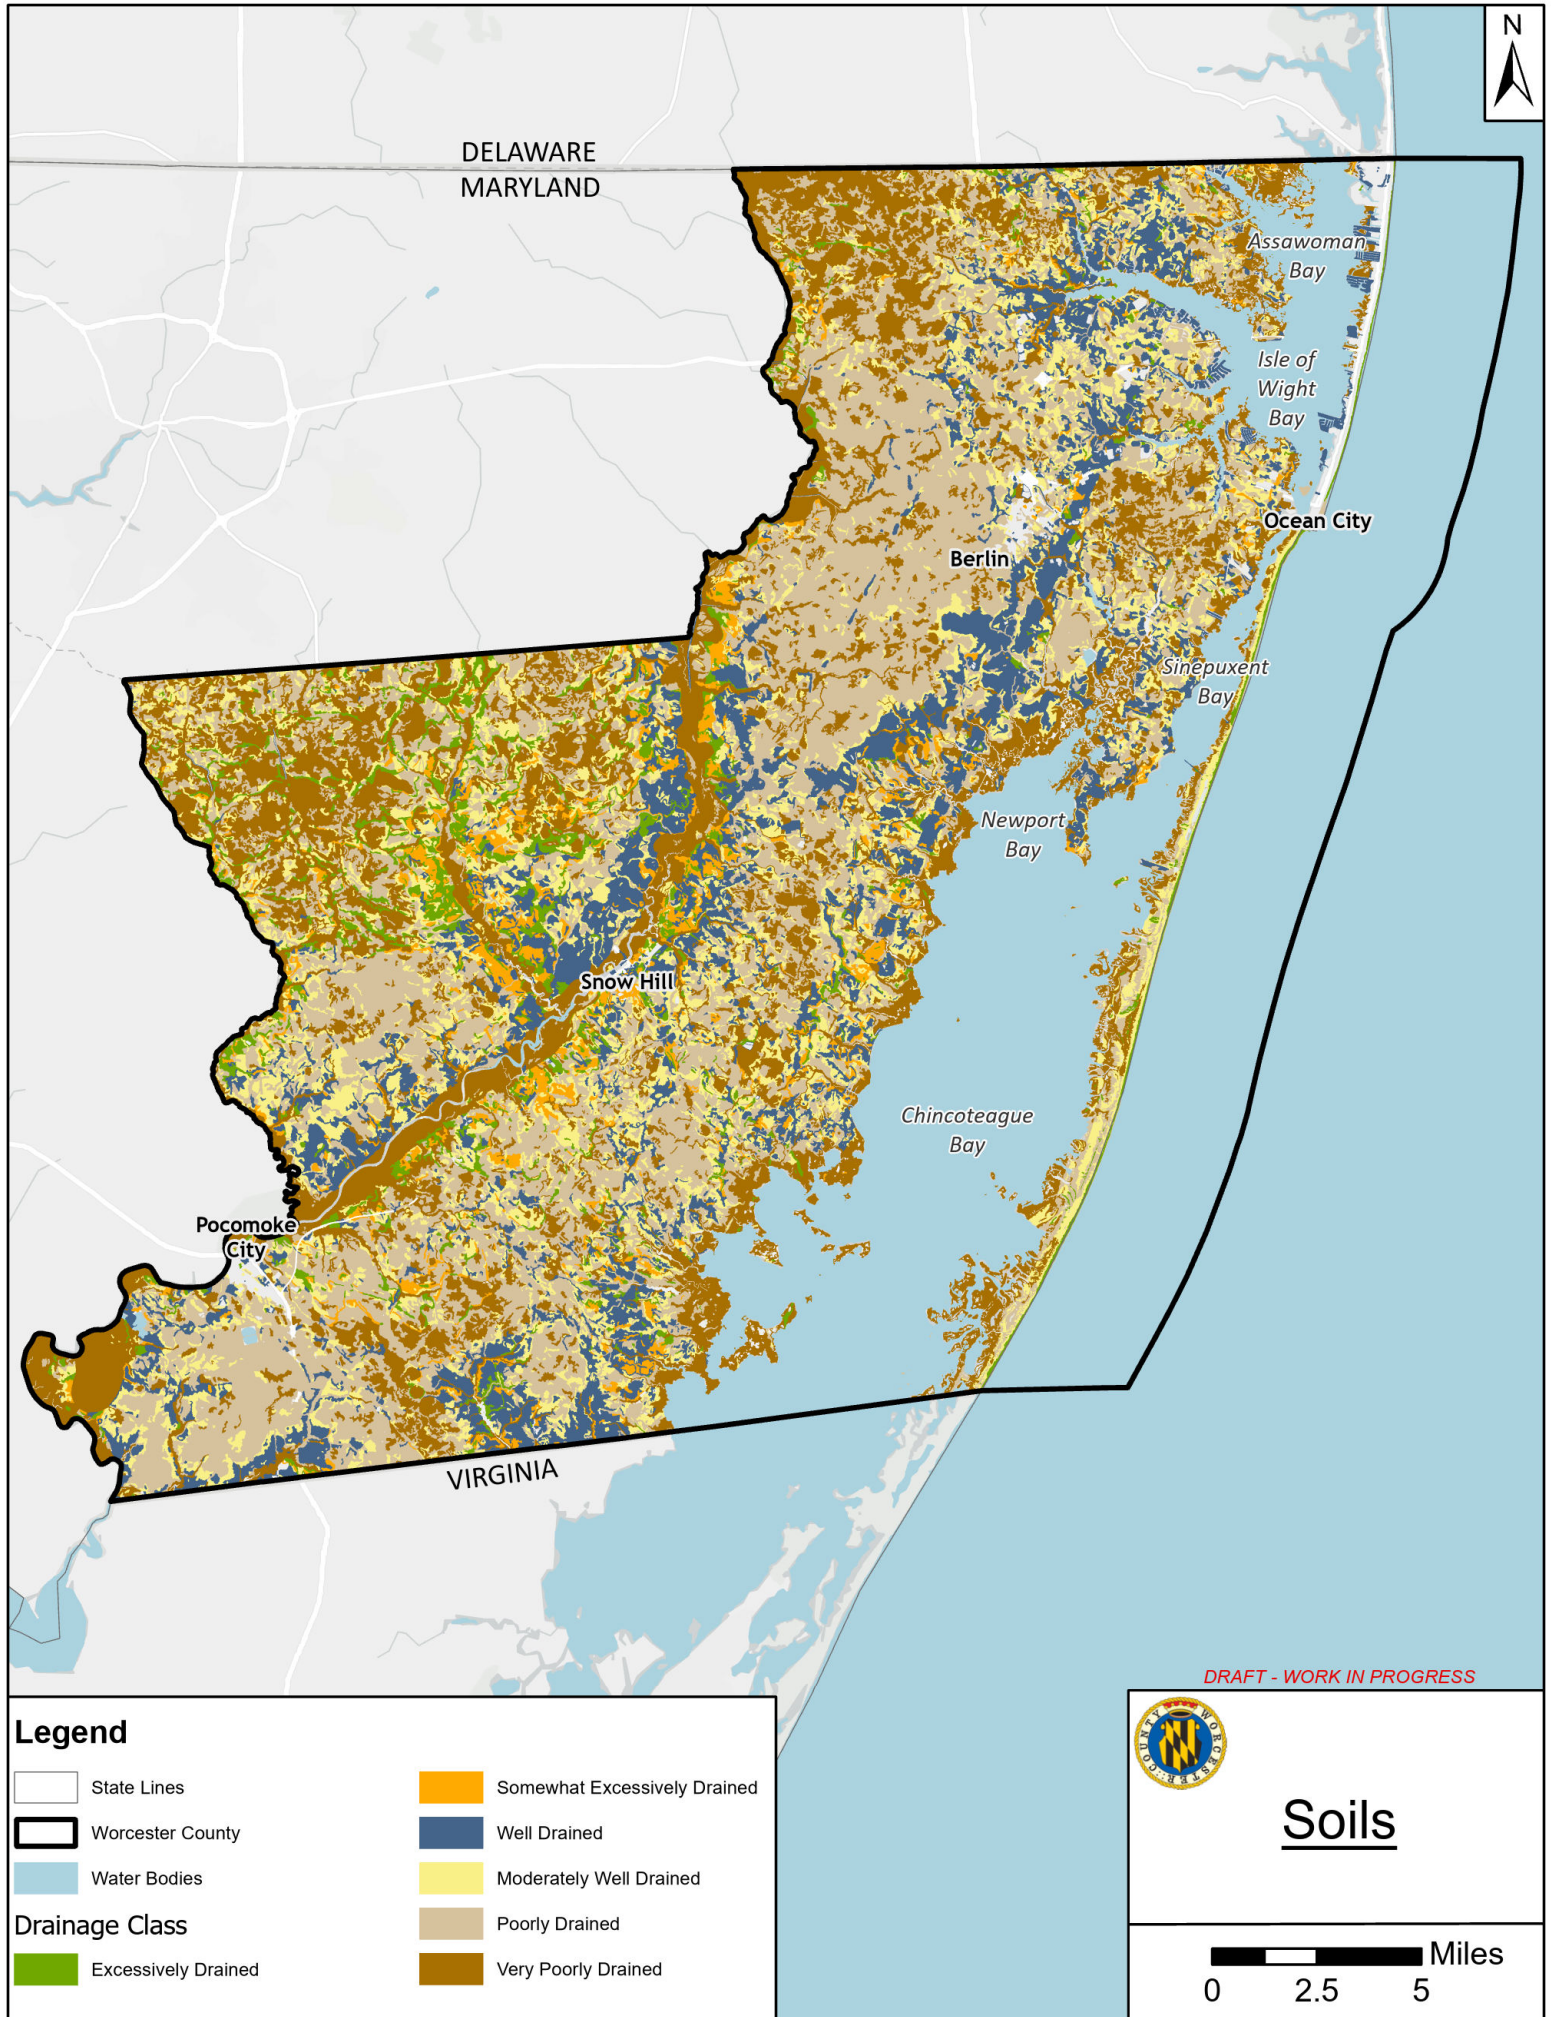 N
DELAWARE
MARYLAND
Assawoman
Bay
Isle of
Wight
Bay
Ocean City
Berlin
Sinepuxent
Bay
Newport
Bay
Snow Hill
Chincoteague
Bay
Pocomoke
City
VIRGINIA
DRAFT - WORK IN PROGRESS
Legend
State Lines
Worcester County
Water Bodies
Drainage Class
Excessively Drained
Somewhat Excessively Drained
Well Drained
Moderately Well Drained
Poorly Drained
Very Poorly Drained
WORCESTER COUNTY
Soils
Miles
0 2.5 5